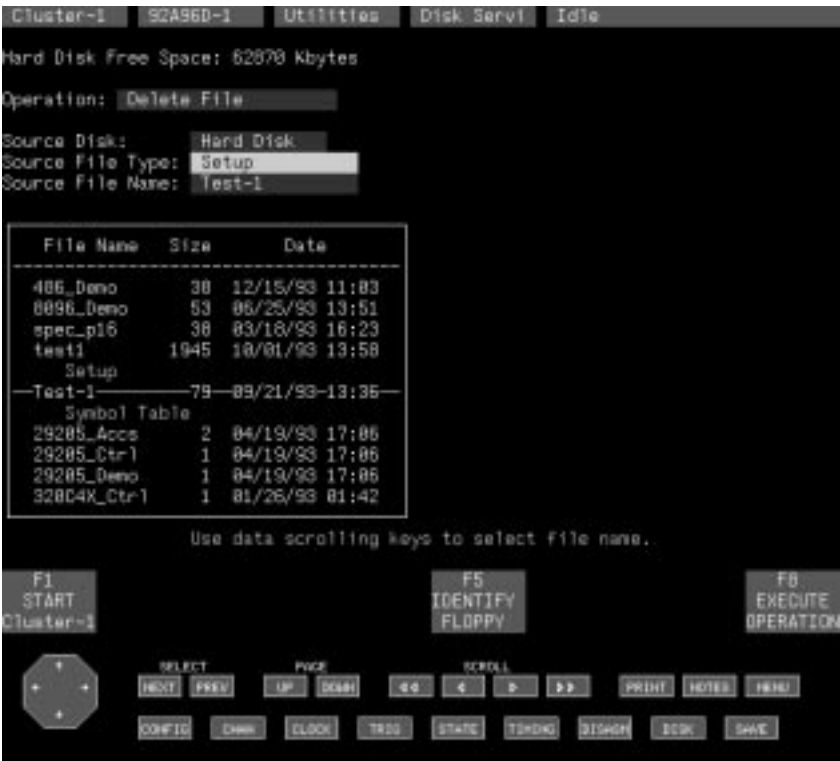 Cluster-1 92A96D-1 Utilities Disk Servi Idle
Hard Disk Free Space: 62870 Kbytes
Operation: Delete File
Source Disk: Hard Disk
Source File Type: Setup
Source File Name: Test-1
File Name Size Date
486_Demo 38 12/15/93 11:03
8096_Demo 53 06/25/93 13:51
spec_p16 38 03/18/93 16:23
test1 1945 10/01/93 13:58
Setup
Test-1 79 09/21/93 13:36
Symbol Table
29205_Accs 2 04/19/93 17:06
29205_Ctrl 1 04/19/93 17:06
29205_Demo 1 04/19/93 17:06
320C4X_Ctrl 1 01/26/93 01:42
Use data scrolling keys to select file name.
F1 F5 F8
START IDENTIFY EXECUTE
Cluster-1 FLOPPY OPERATION
SELECT PAGE SCROLL
NEXT PREV UP DOWN PRINT NOTES MENU
CONFIG CHAN CLOCK TRIG STATE TIMING DISASM DISK SAVE